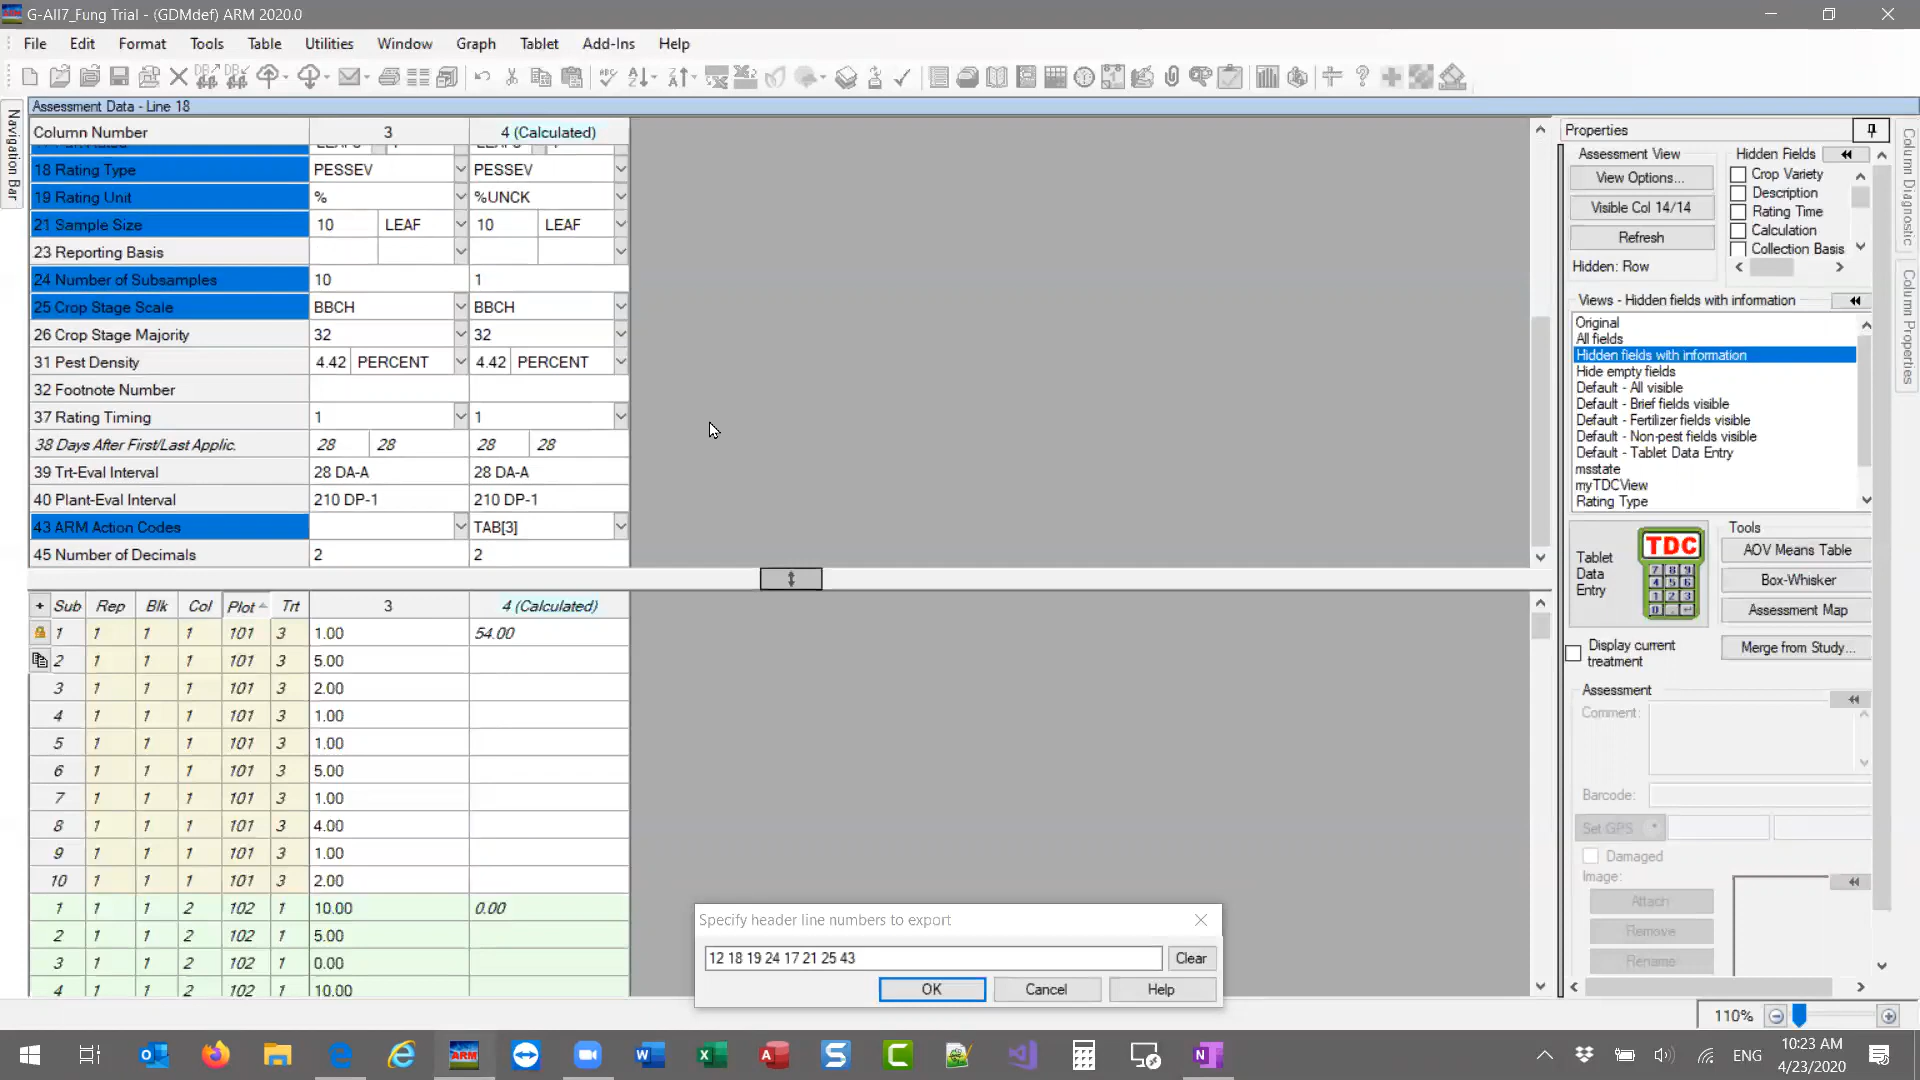 G-All7_Fung Trial - (GDMdef) ARM 2020.0
File Edit Format Tools Table Utilities Window Graph Tablet Add-Ins Help
Navigation Bar
Assessment Data - Line 18
Column Number 3 4 (Calculated)
18 Rating Type PESSEV PESSEV
19 Rating Unit % %UNCK
21 Sample Size 10 LEAF 10 LEAF
23 Reporting Basis
24 Number of Subsamples 10 1
25 Crop Stage Scale BBCH BBCH
26 Crop Stage Majority 32 32
31 Pest Density 4.42 PERCENT 4.42 PERCENT
32 Footnote Number
37 Rating Timing 1 1
38 Days After First/Last Applic. 28 28 28 28
39 Trt-Eval Interval 28 DA-A 28 DA-A
40 Plant-Eval Interval 210 DP-1 210 DP-1
43 ARM Action Codes TAB[3]
45 Number of Decimals 2 2
+ Sub Rep Blk Col Plot Trt 3 4 (Calculated)
1 1 1 1 101 3 1.00 54.00
2 1 1 1 101 3 5.00
3 1 1 1 101 3 2.00
4 1 1 1 101 3 1.00
5 1 1 1 101 3 1.00
6 1 1 1 101 3 5.00
7 1 1 1 101 3 1.00
8 1 1 1 101 3 4.00
9 1 1 1 101 3 1.00
10 1 1 1 101 3 2.00
1 1 1 2 102 1 10.00 0.00
2 1 1 2 102 1 5.00
3 1 1 2 102 1 0.00
4 1 1 2 102 1 10.00
Specify header line numbers to export
12 18 19 24 17 21 25 43
Clear
OK Cancel Help
Properties
Assessment View
View Options...
Visible Col 14/14
Refresh
Hidden: Row
Hidden Fields
Crop Variety
Description
Rating Time
Calculation
Collection Basis
Views - Hidden fields with information
Original
All fields
Hidden fields with information
Hide empty fields
Default - All visible
Default - Brief fields visible
Default - Fertilizer fields visible
Default - Non-pest fields visible
Default - Tablet Data Entry
msstate
myTDCView
Rating Type
Tablet
Data
Entry
TDC
Tools
AOV Means Table
Box-Whisker
Assessment Map
Merge from Study...
Display current
treatment
Assessment
Comment:
Barcode:
Set GPS
Damaged
Image:
Attach
Remove
Rename
Column Diagnostic
Column Properties
110%
ARM
ENG
10:23 AM
4/23/2020